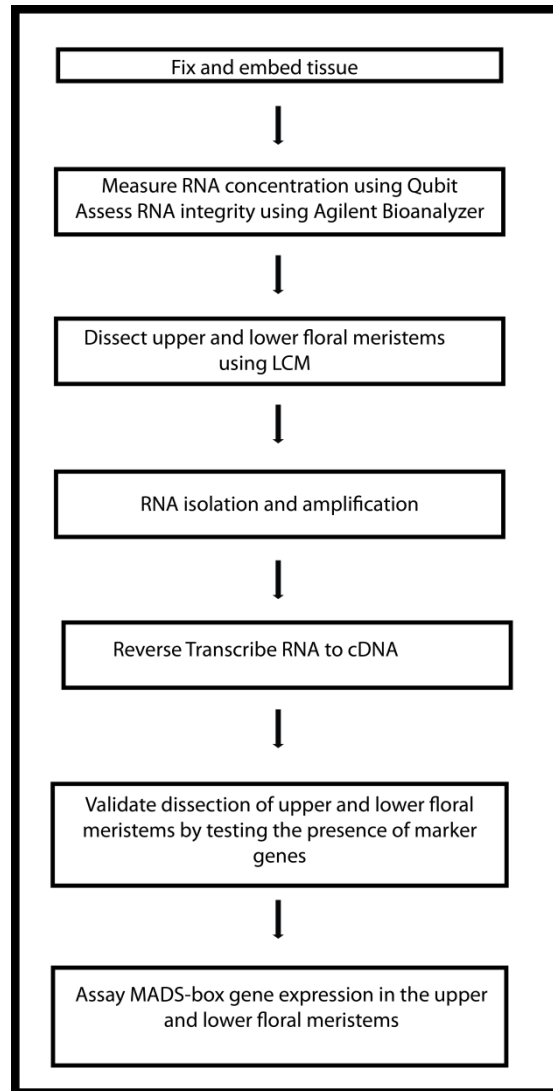 Fix and embed tissue
Measure RNA concentration using Qubit
Assess RNA integrity using Agilent Bioanalyzer
Dissect upper and lower floral meristems
using LCM
RNA isolation and amplification
Reverse Transcribe RNA to cDNA
Validate dissection of upper and lower floral
meristems by testing the presence of marker
genes
Assay MADS-box gene expression in the upper
and lower floral meristems